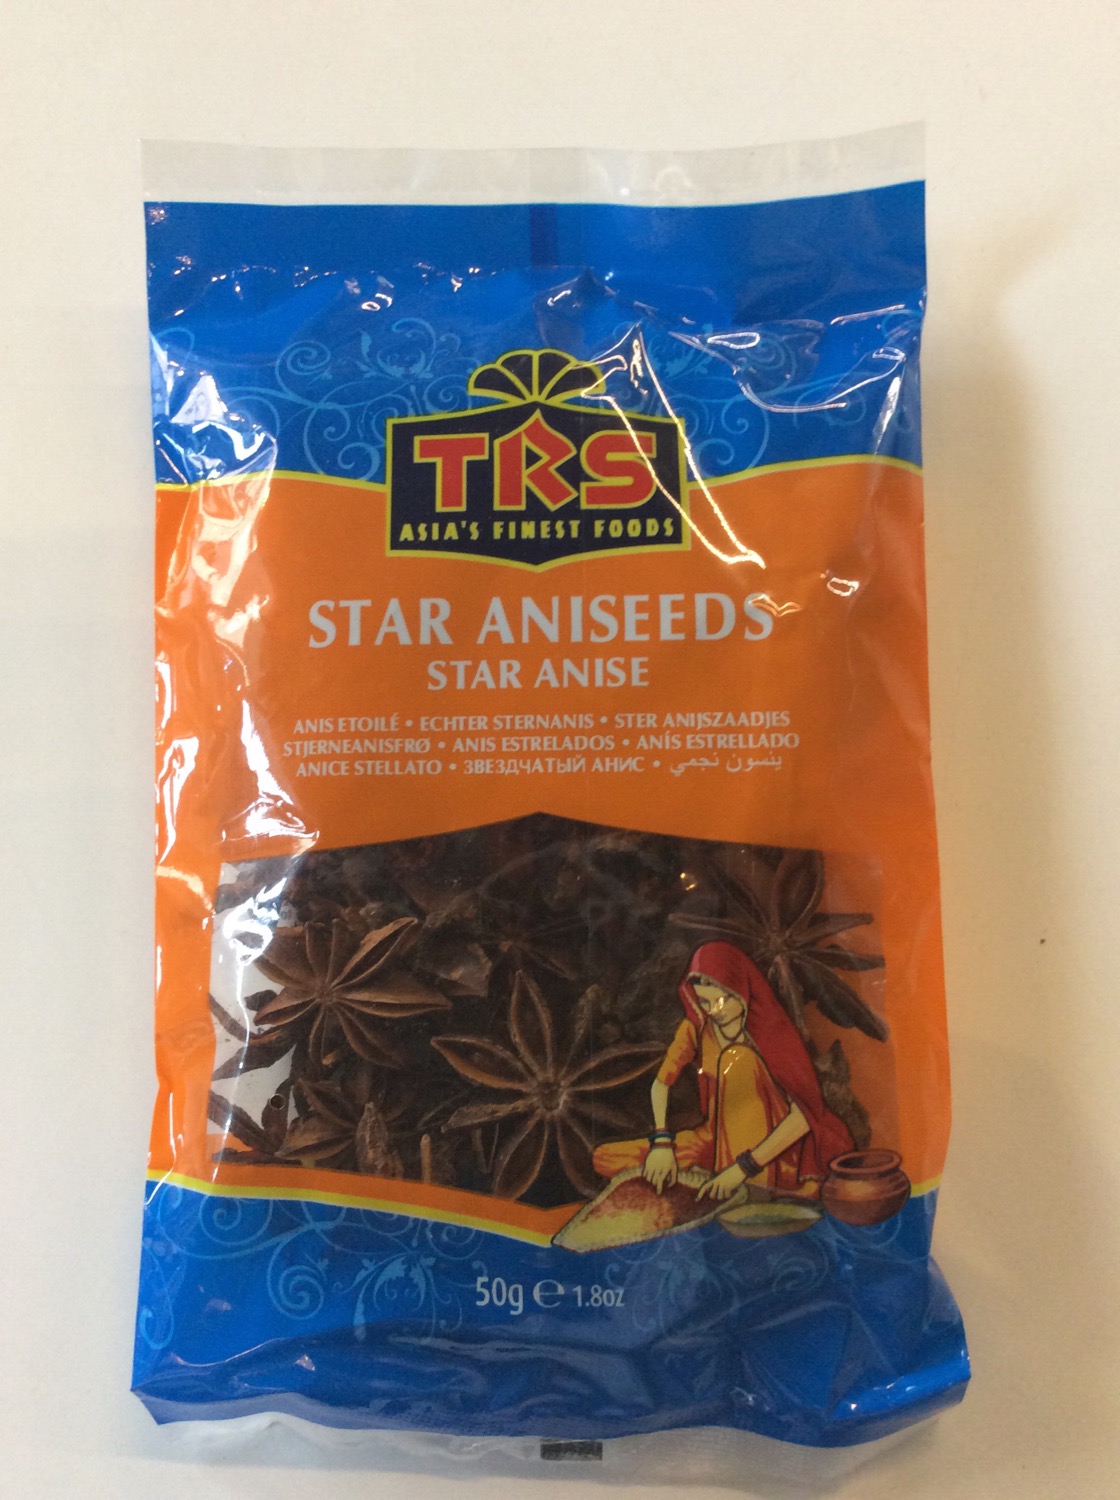 TRS
ASIA'S FINEST FOODS
STAR ANISEEDS
STAR ANISE
ANIS ETOILÉ • ECHTER STERNANIS • STER ANIJSZAADJES
STJERNEANISFRØ • ANIS ESTRELADOS • ANÍS ESTRELLADO
ANICE STELLATO • ЗВЕЗДЧАТЫЙ АНИС • ينسون نجمي
50g ℮ 1.8oz